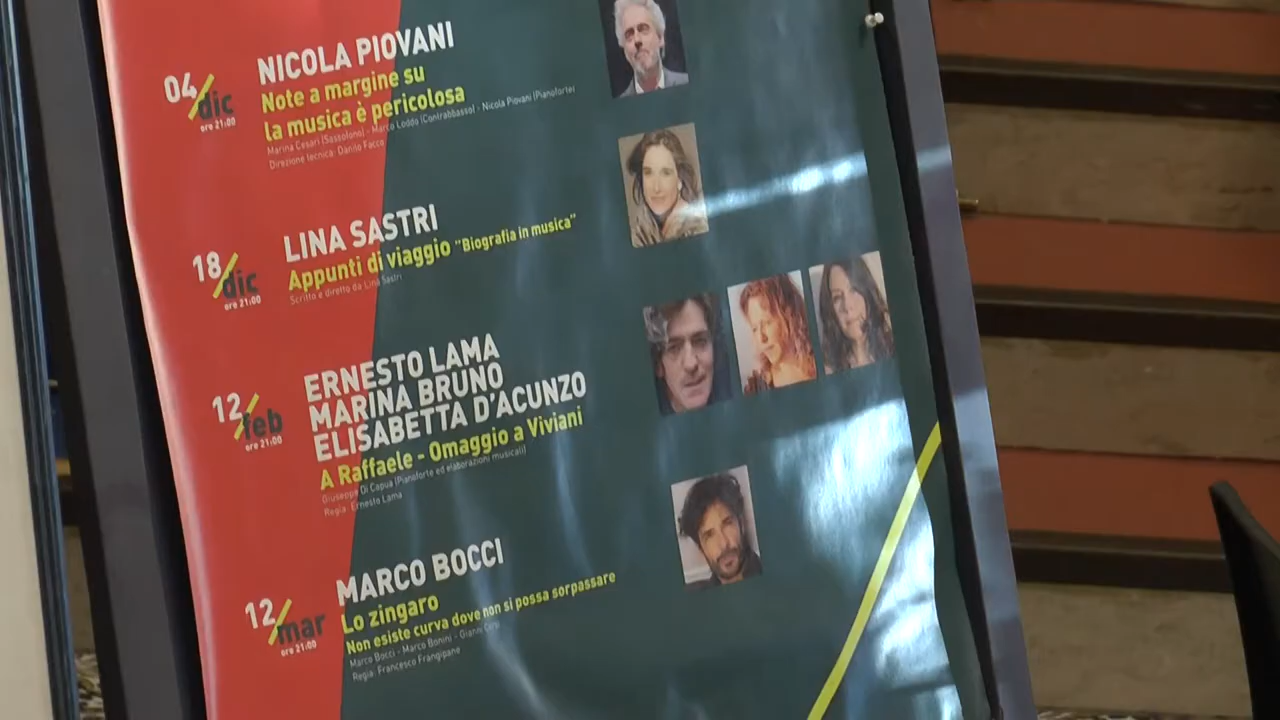 04/dic
ore 21:00
NICOLA PIOVANI
Note a margine su
la musica è pericolosa
Marina Cesari (Sassofono) - Marco Loddo (Contrabbasso) - Nicola Piovani (Pianoforte)
Direzione tecnica: Danilo Facco
18/dic
ore 21:00
LINA SASTRI
Appunti di viaggio "Biografia in musica"
Scritto e diretto da Lina Sastri
12/feb
ore 21:00
ERNESTO LAMA
MARINA BRUNO
ELISABETTA D'ACUNZO
A Raffaele - Omaggio a Viviani
Giuseppe Di Capua (Pianoforte ed elaborazioni musicali)
Regia: Ernesto Lama
12/mar
ore 21:00
MARCO BOCCI
Lo zingaro
Non esiste curva dove non si possa sorpassare
Marco Bocci - Marco Bonini - Gianni
Regia: Francesco Frangipane